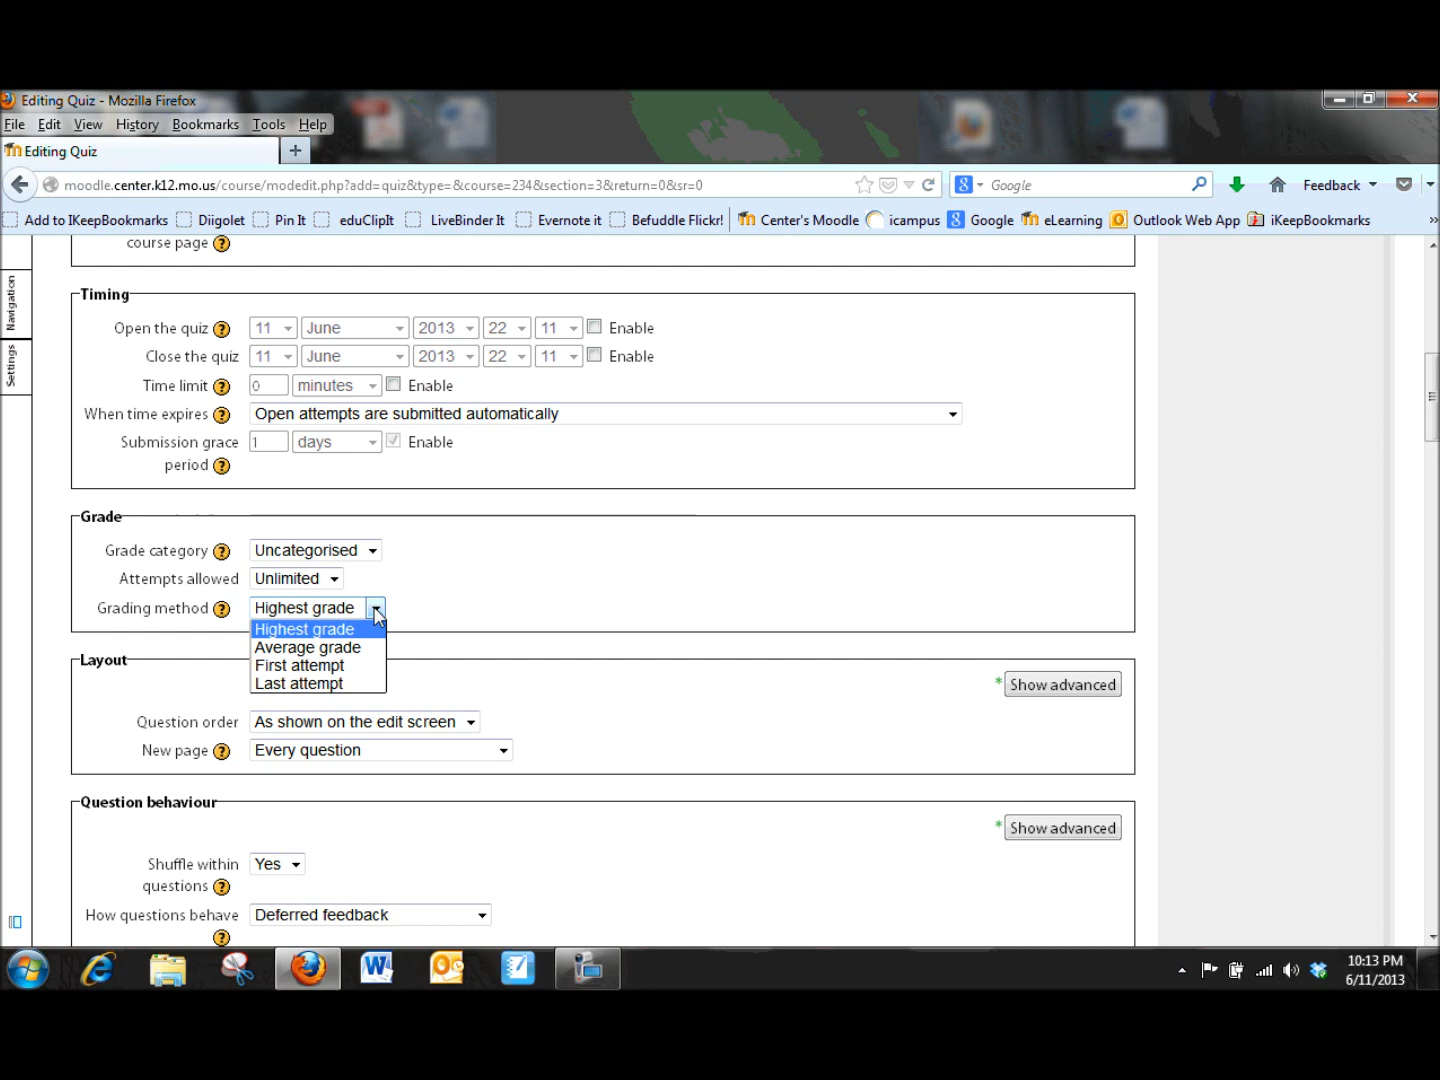 Editing Quiz - Mozilla Firefox
File Edit View History Bookmarks Tools Help
Editing Quiz +
moodle.center.k12.mo.us/course/modedit.php?add=quiz&type=&course=234&section=3&return=0&sr=0 Google Feedback
Add to IKeepBookmarks Diigolet Pin It eduClipIt LiveBinder It Evernote it Befuddle Flickr! Center's Moodle icampus Google eLearning Outlook Web App iKeepBookmarks »
course page
Navigation
Settings
Timing
Open the quiz 11 June 2013 22 11 Enable
Close the quiz 11 June 2013 22 11 Enable
Time limit 0 minutes Enable
When time expires Open attempts are submitted automatically
Submission grace period 1 days Enable
Grade
Grade category Uncategorised
Attempts allowed Unlimited
Grading method Highest grade
Highest grade
Average grade
First attempt
Last attempt
Layout
* Show advanced
Question order As shown on the edit screen
New page Every question
Question behaviour
* Show advanced
Shuffle within questions Yes
How questions behave Deferred feedback
10:13 PM
6/11/2013